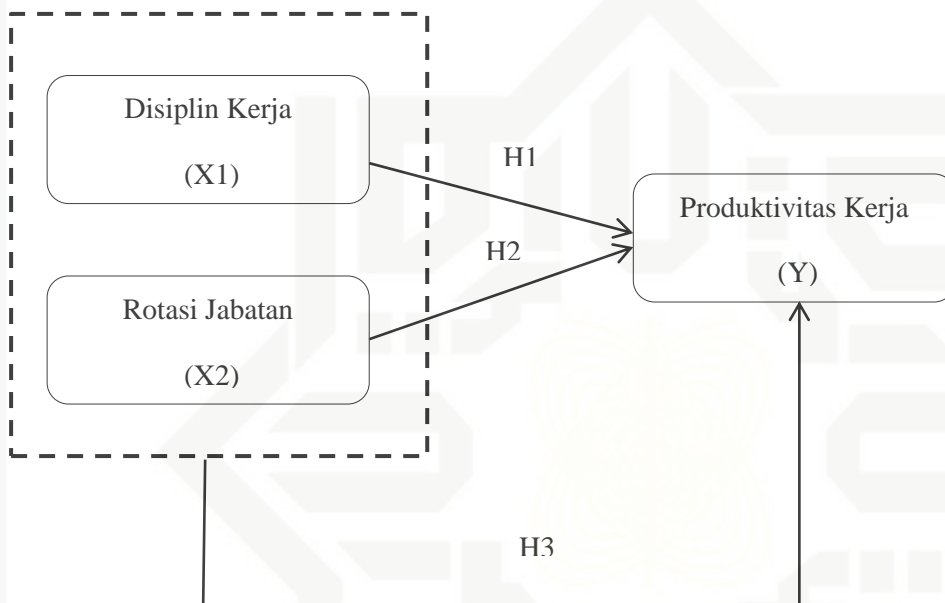 Disiplin Kerja
(X1)
H1
Produktivitas Kerja
(Y)
H2
Rotasi Jabatan
(X2)
H3